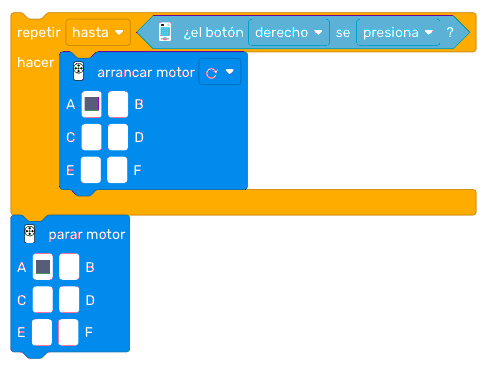 repetir hasta ¿el botón derecho se presiona ?
hacer
arrancar motor
A B
C D
E F
parar motor
A B
C D
E F